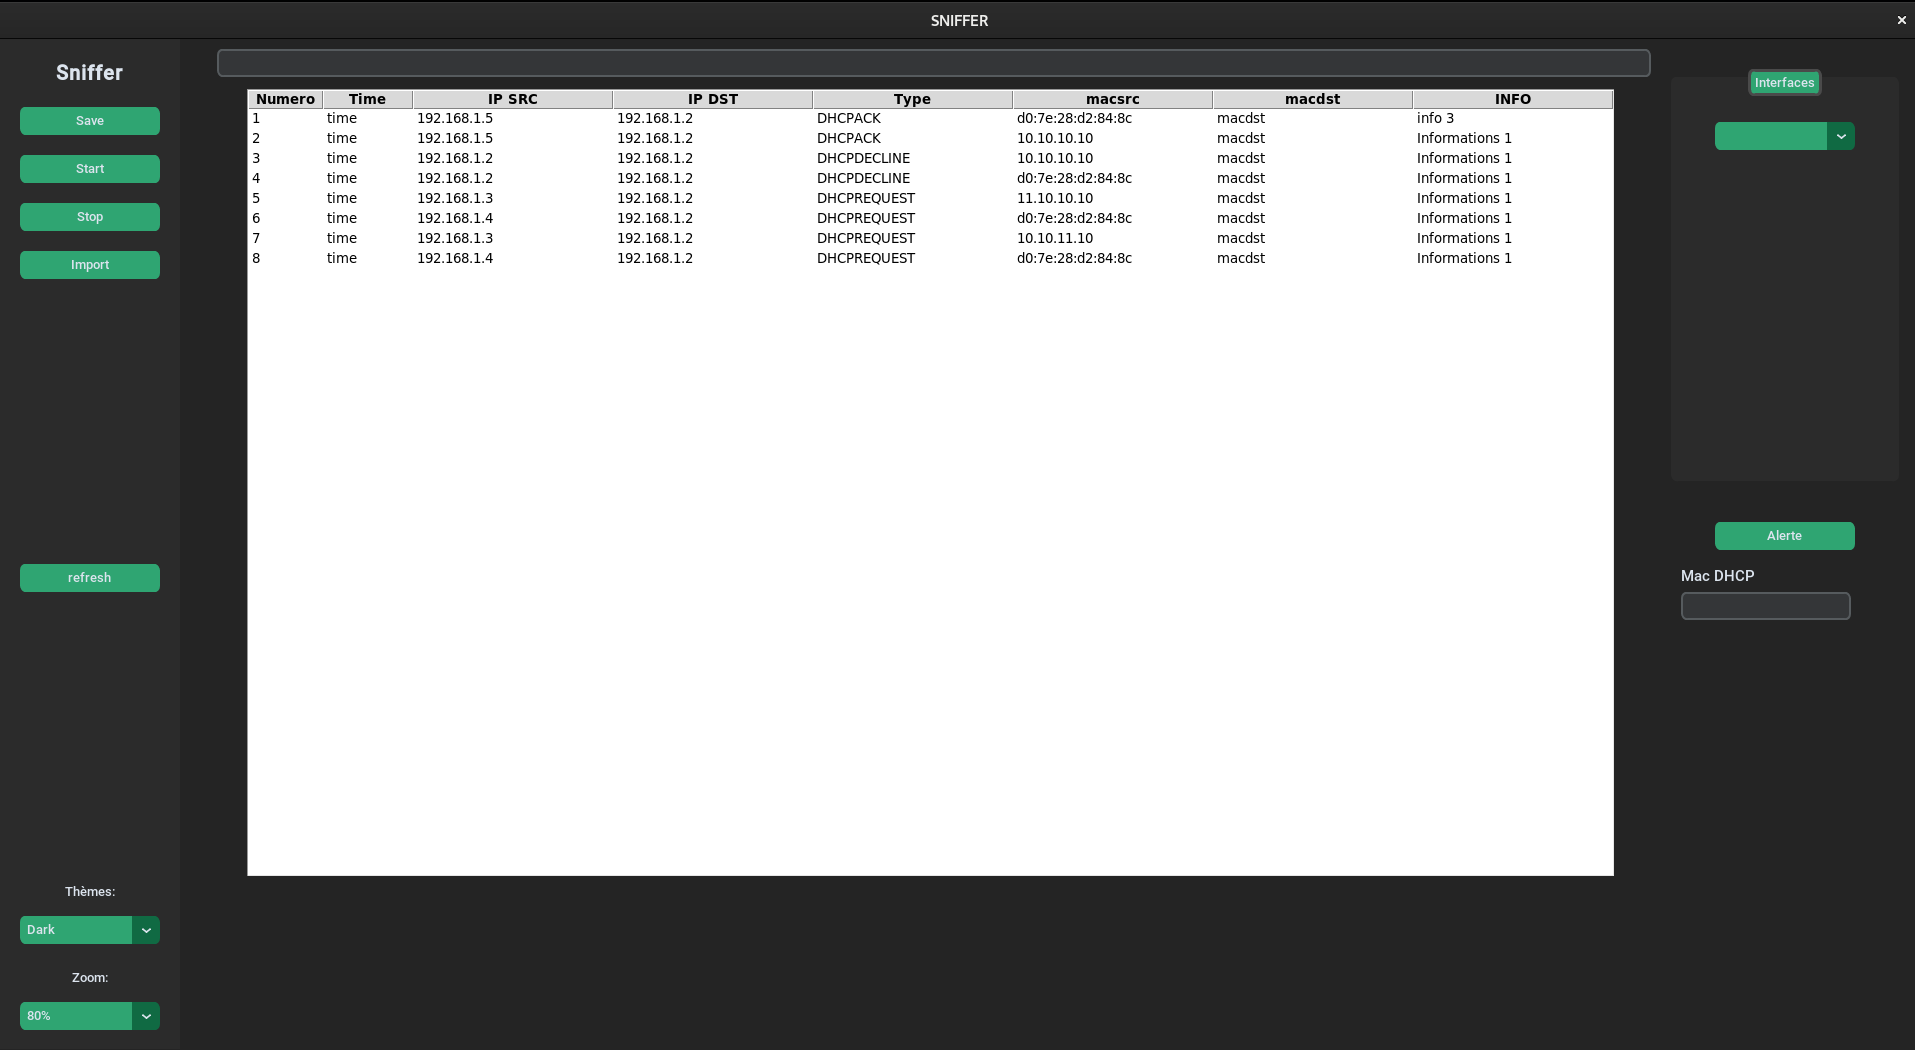 SNIFFER
Sniffer
Save
Start
Stop
Import
refresh
Thèmes:
Dark
Zoom:
80%
Numero Time IP SRC IP DST Type macsrc macdst INFO
1 time 192.168.1.5 192.168.1.2 DHCPACK d0:7e:28:d2:84:8c macdst info 3
2 time 192.168.1.5 192.168.1.2 DHCPACK 10.10.10.10 macdst Informations 1
3 time 192.168.1.2 192.168.1.2 DHCPDECLINE 10.10.10.10 macdst Informations 1
4 time 192.168.1.2 192.168.1.2 DHCPDECLINE d0:7e:28:d2:84:8c macdst Informations 1
5 time 192.168.1.3 192.168.1.2 DHCPREQUEST 11.10.10.10 macdst Informations 1
6 time 192.168.1.4 192.168.1.2 DHCPREQUEST d0:7e:28:d2:84:8c macdst Informations 1
7 time 192.168.1.3 192.168.1.2 DHCPREQUEST 10.10.11.10 macdst Informations 1
8 time 192.168.1.4 192.168.1.2 DHCPREQUEST d0:7e:28:d2:84:8c macdst Informations 1
Interfaces
Alerte
Mac DHCP